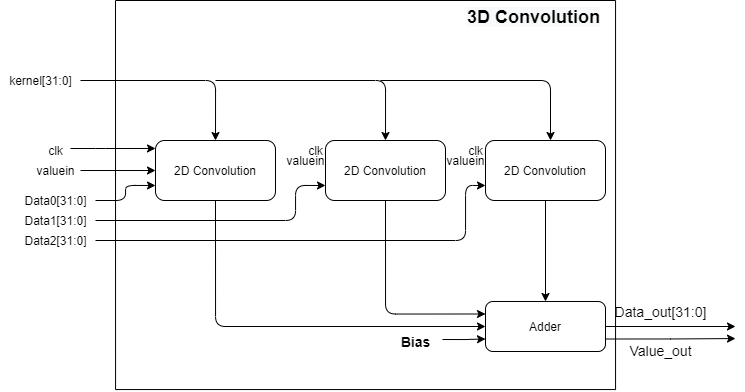 3D Convolution
kernel[31:0]
clk
valuein
Data0[31:0]
Data1[31:0]
Data2[31:0]
2D Convolution
clk
valuein
2D Convolution
clk
valuein
2D Convolution
Bias
Adder
Data_out[31:0]
Value_out